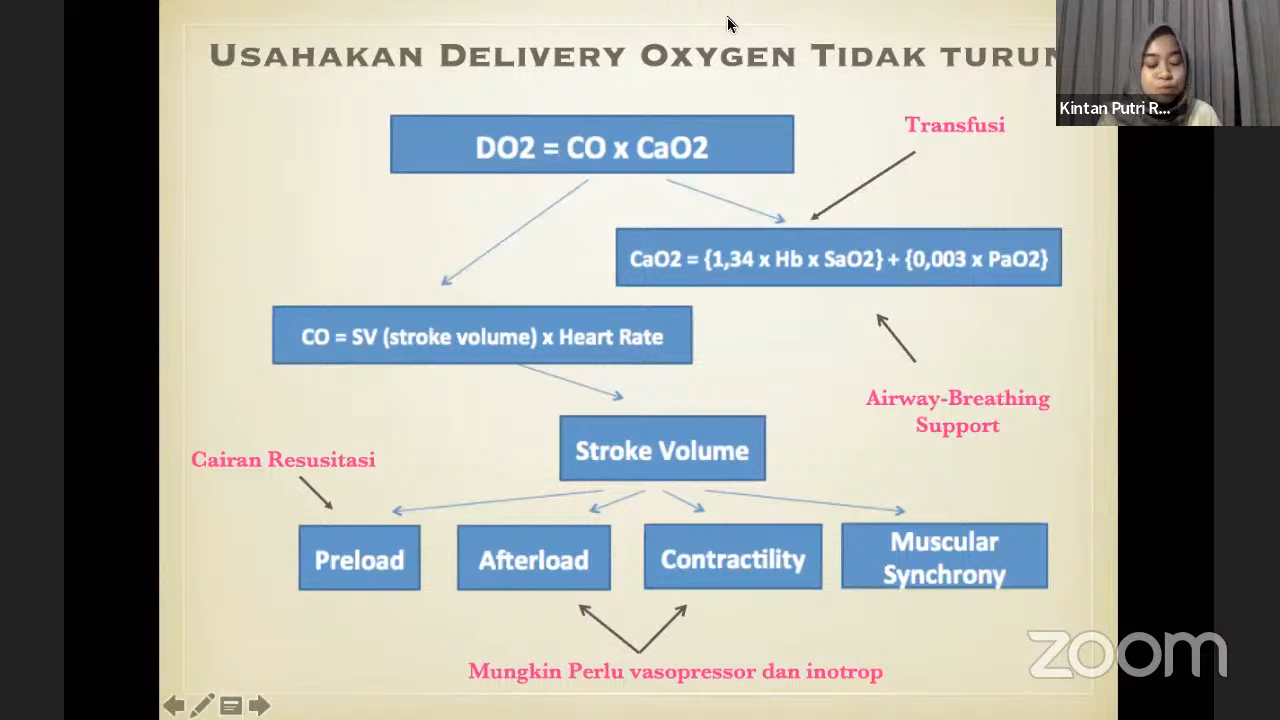 USAHAKAN DELIVERY OXYGEN TIDAK TURUN
Kintan Putri R...
Transfusi
DO2 = CO x CaO2
CaO2 = {1,34 x Hb x SaO2} + {0,003 x PaO2}
CO = SV (stroke volume) x Heart Rate
Airway-Breathing
Support
Stroke Volume
Cairan Resusitasi
Preload
Afterload
Contractility
Muscular
Synchrony
Mungkin Perlu vasopressor dan inotrop
zoom